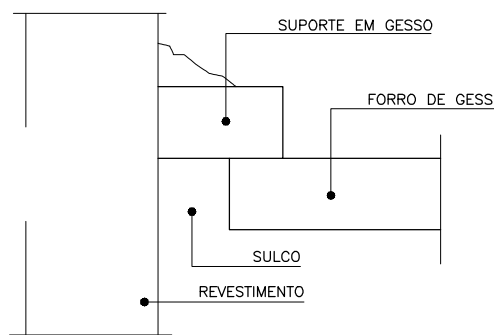 SUPORTE EM GESSO
FORRO DE GESS
SULCO
REVESTIMENTO